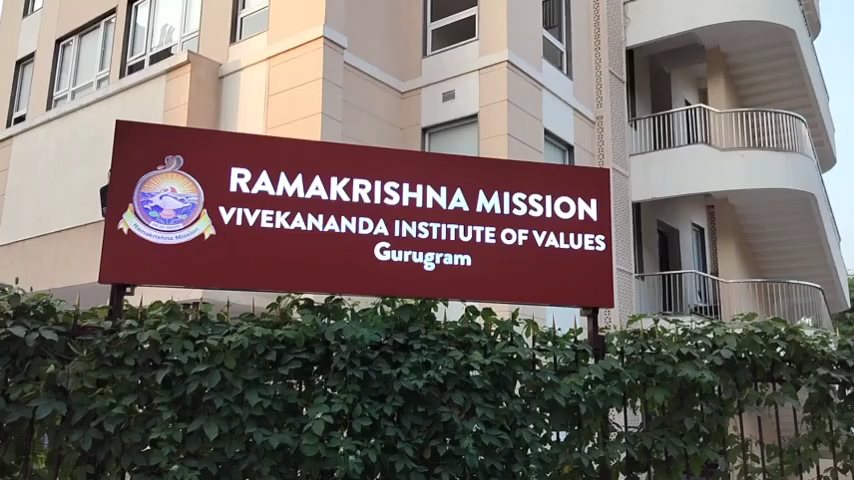 RAMAKRISHNA MISSION
VIVEKANANDA INSTITUTE OF VALUES
Gurugram
Ramakrishna Mission